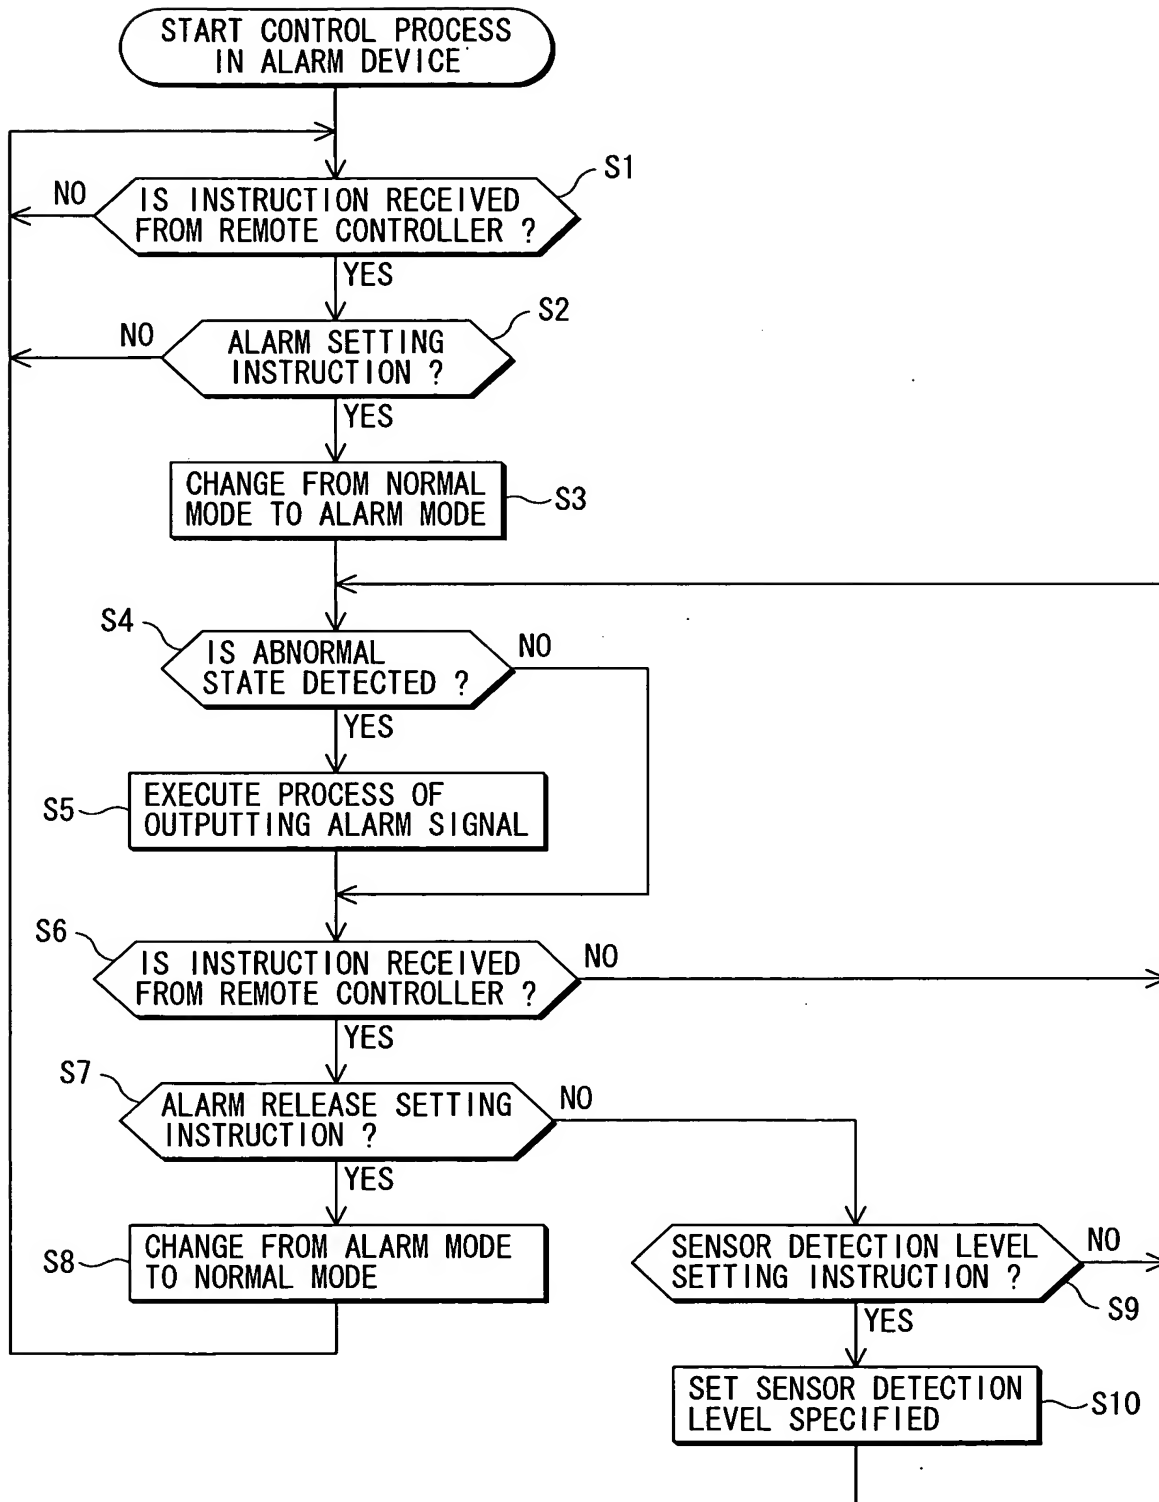 START CONTROL PROCESS
IN ALARM DEVICE
S1
NO
IS INSTRUCTION RECEIVED
FROM REMOTE CONTROLLER ?
YES
S2
NO
ALARM SETTING
INSTRUCTION ?
YES
CHANGE FROM NORMAL
MODE TO ALARM MODE
S3
S4
IS ABNORMAL
STATE DETECTED ?
NO
YES
S5
EXECUTE PROCESS OF
OUTPUTTING ALARM SIGNAL
S6
IS INSTRUCTION RECEIVED
FROM REMOTE CONTROLLER ?
NO
YES
S7
ALARM RELEASE SETTING
INSTRUCTION ?
NO
YES
S8
CHANGE FROM ALARM MODE
TO NORMAL MODE
SENSOR DETECTION LEVEL
SETTING INSTRUCTION ?
NO
S9
YES
SET SENSOR DETECTION
LEVEL SPECIFIED
S10